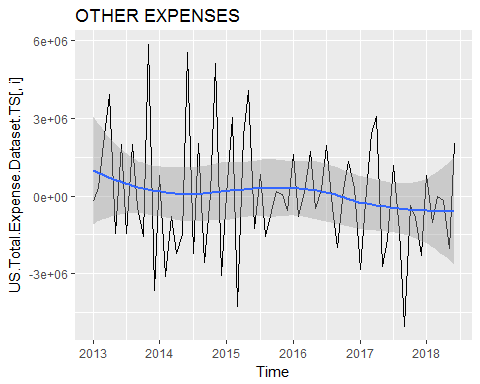 OTHER EXPENSES
US.Total.Expense.Dataset.TS[, i]
6e+06
3e+06
0e+00
-3e+06
2013 2014 2015 2016 2017 2018
Time